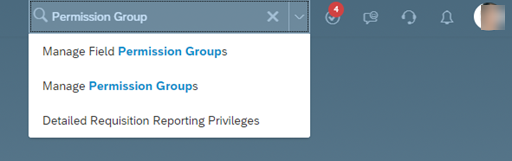 Permission Group
4
Manage Field Permission Groups
Manage Permission Groups
Detailed Requisition Reporting Privileges